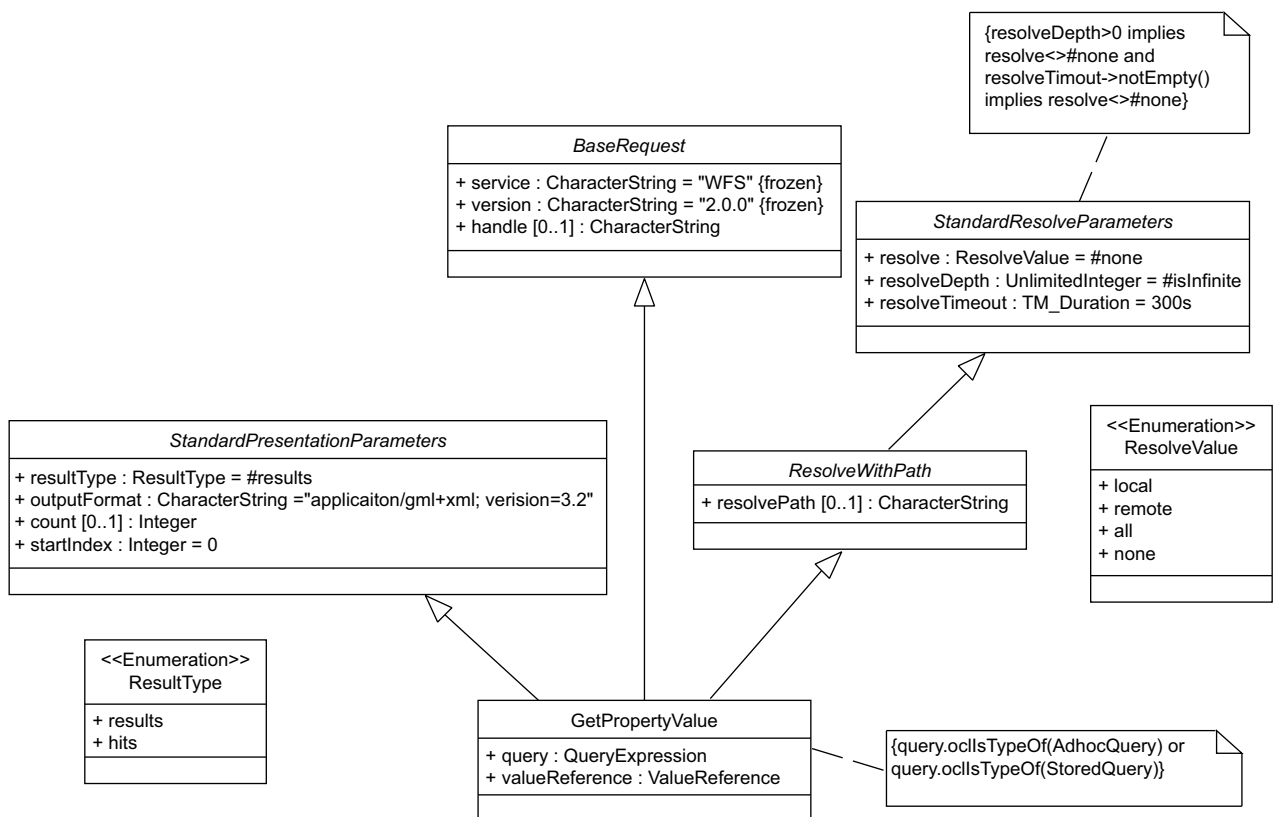 {resolveDepth>0 implies
resolve<>#none and
resolveTimout->notEmpty()
implies resolve<>#none}
BaseRequest
+ service : CharacterString = "WFS" {frozen}
+ version : CharacterString = "2.0.0" {frozen}
+ handle [0..1] : CharacterString
StandardResolveParameters
+ resolve : ResolveValue = #none
+ resolveDepth : UnlimitedInteger = #isInfinite
+ resolveTimeout : TM_Duration = 300s
StandardPresentationParameters
+ resultType : ResultType = #results
+ outputFormat : CharacterString ="applicaiton/gml+xml; verision=3.2"
+ count [0..1] : Integer
+ startIndex : Integer = 0
ResolveWithPath
+ resolvePath [0..1] : CharacterString
<<Enumeration>>
ResolveValue
+ local
+ remote
+ all
+ none
<<Enumeration>>
ResultType
+ results
+ hits
GetPropertyValue
+ query : QueryExpression
+ valueReference : ValueReference
{query.oclIsTypeOf(AdhocQuery) or
query.oclIsTypeOf(StoredQuery)}